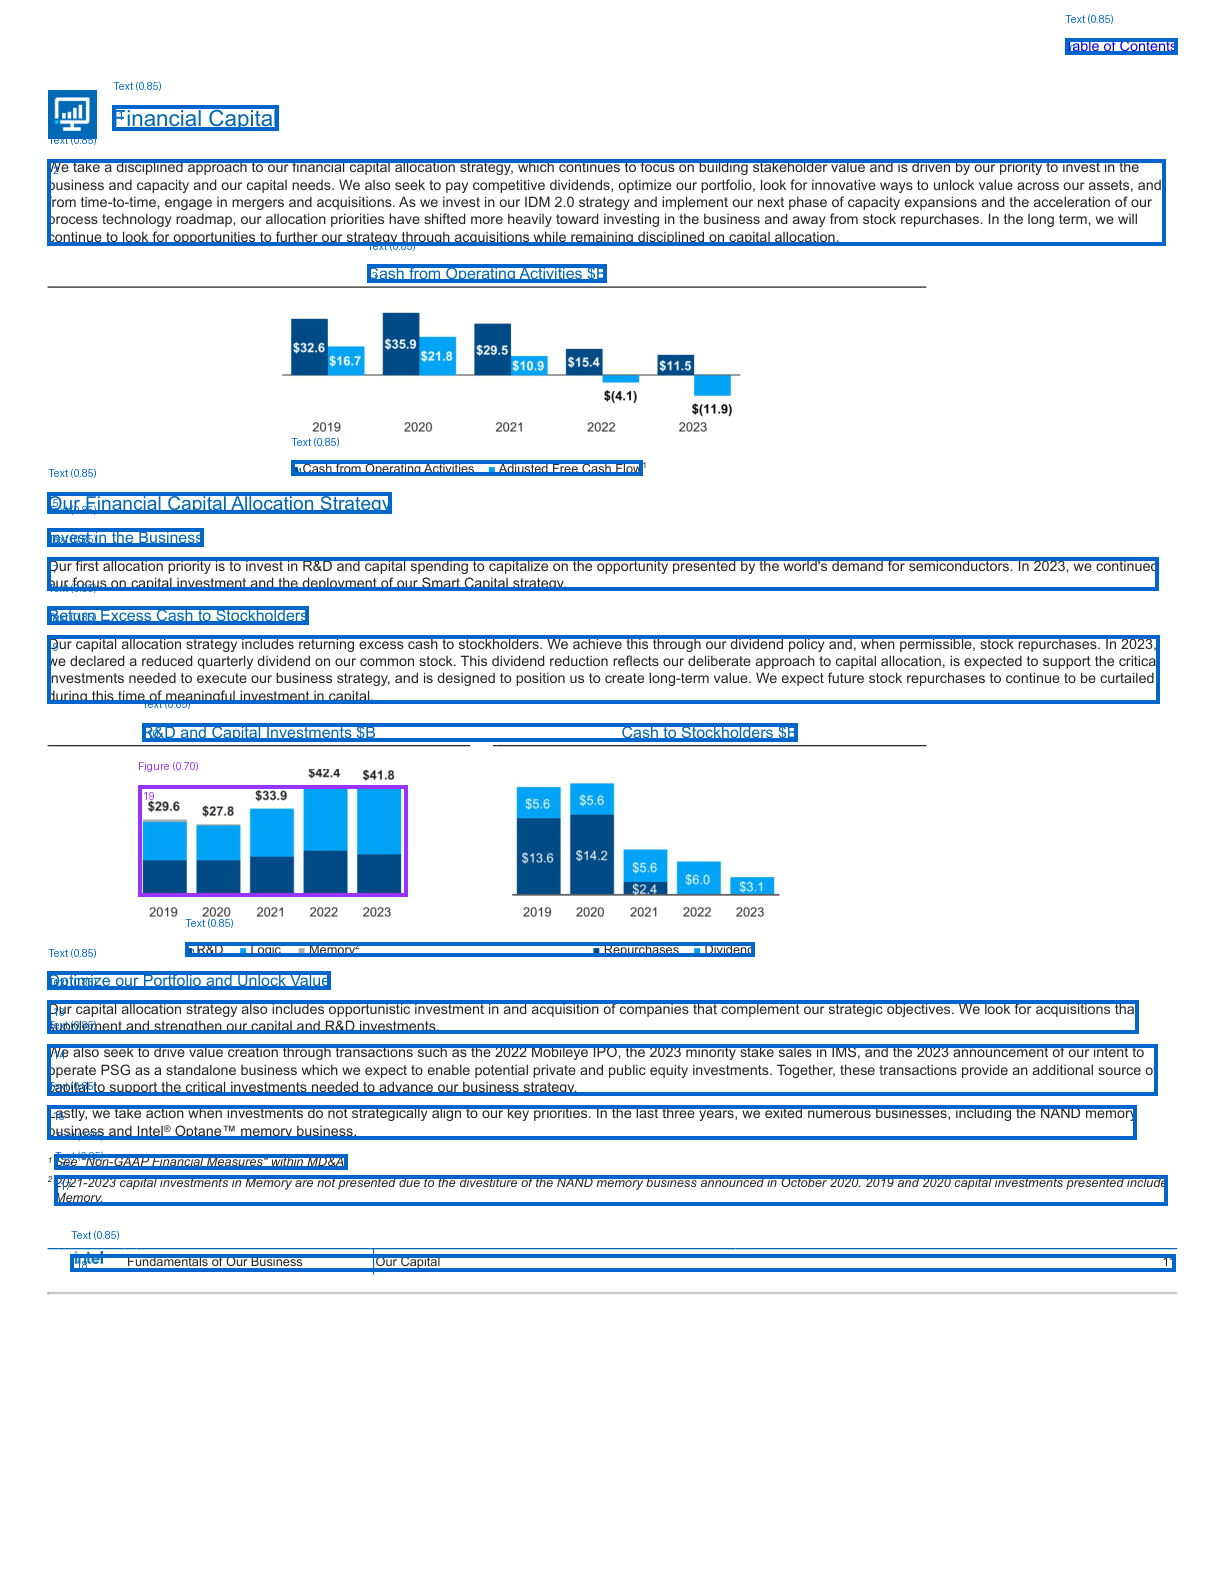 Text (0.85)
Table of Contents
Text (0.85)
Financial Capital
Text (0.85)
We take a disciplined approach to our financial capital allocation strategy, which continues to focus on building stakeholder value and is driven by our priority to invest in the
business and capacity and our capital needs. We also seek to pay competitive dividends, optimize our portfolio, look for innovative ways to unlock value across our assets, and
from time-to-time, engage in mergers and acquisitions. As we invest in our IDM 2.0 strategy and implement our next phase of capacity expansions and the acceleration of our
process technology roadmap, our allocation priorities have shifted more heavily toward investing in the business and away from stock repurchases. In the long term, we will
continue to look for opportunities to further our strategy through acquisitions while remaining disciplined on capital allocation.
Text (0.85)
Cash from Operating Activities $B
$32.6 $16.7 $35.9 $21.8 $29.5 $10.9 $15.4 $(4.1) $11.5 $(11.9)
2019 2020 2021 2022 2023
Text (0.85)
Cash from Operating Activities Adjusted Free Cash Flow¹
Text (0.85)
Our Financial Capital Allocation Strategy
Invest in the Business
Our first allocation priority is to invest in R&D and capital spending to capitalize on the opportunity presented by the world's demand for semiconductors. In 2023, we continued
our focus on capital investment and the deployment of our Smart Capital strategy.
Return Excess Cash to Stockholders
Our capital allocation strategy includes returning excess cash to stockholders. We achieve this through our dividend policy and, when permissible, stock repurchases. In 2023,
we declared a reduced quarterly dividend on our common stock. This dividend reduction reflects our deliberate approach to capital allocation, is expected to support the critical
investments needed to execute our business strategy, and is designed to position us to create long-term value. We expect future stock repurchases to continue to be curtailed
during this time of meaningful investment in capital.
Text (0.85)
R&D and Capital Investments $B Cash to Stockholders $B
Figure (0.70)
19
$29.6 $27.8 $33.9 $42.4 $41.8
2019 2020 2021 2022 2023
$5.6 $5.6 $5.6 $6.0 $3.1
$13.6 $14.2 $2.4
2019 2020 2021 2022 2023
Text (0.85)
R&D Logic Memory² Repurchases Dividend
Text (0.85)
Optimize our Portfolio and Unlock Value
Our capital allocation strategy also includes opportunistic investment in and acquisition of companies that complement our strategic objectives. We look for acquisitions that
supplement and strengthen our capital and R&D investments.
We also seek to drive value creation through transactions such as the 2022 Mobileye IPO, the 2023 minority stake sales in IMS, and the 2023 announcement of our intent to
operate PSG as a standalone business which we expect to enable potential private and public equity investments. Together, these transactions provide an additional source of
capital to support the critical investments needed to advance our business strategy.
Lastly, we take action when investments do not strategically align to our key priorities. In the last three years, we exited numerous businesses, including the NAND memory
business and Intel® Optane™ memory business.
¹ See "Non-GAAP Financial Measures" within MD&A
² 2021-2023 capital investments in Memory are not presented due to the divestiture of the NAND memory business announced in October 2020. 2019 and 2020 capital investments presented include
Memory.
Text (0.85)
intel Fundamentals of Our Business Our Capital 11